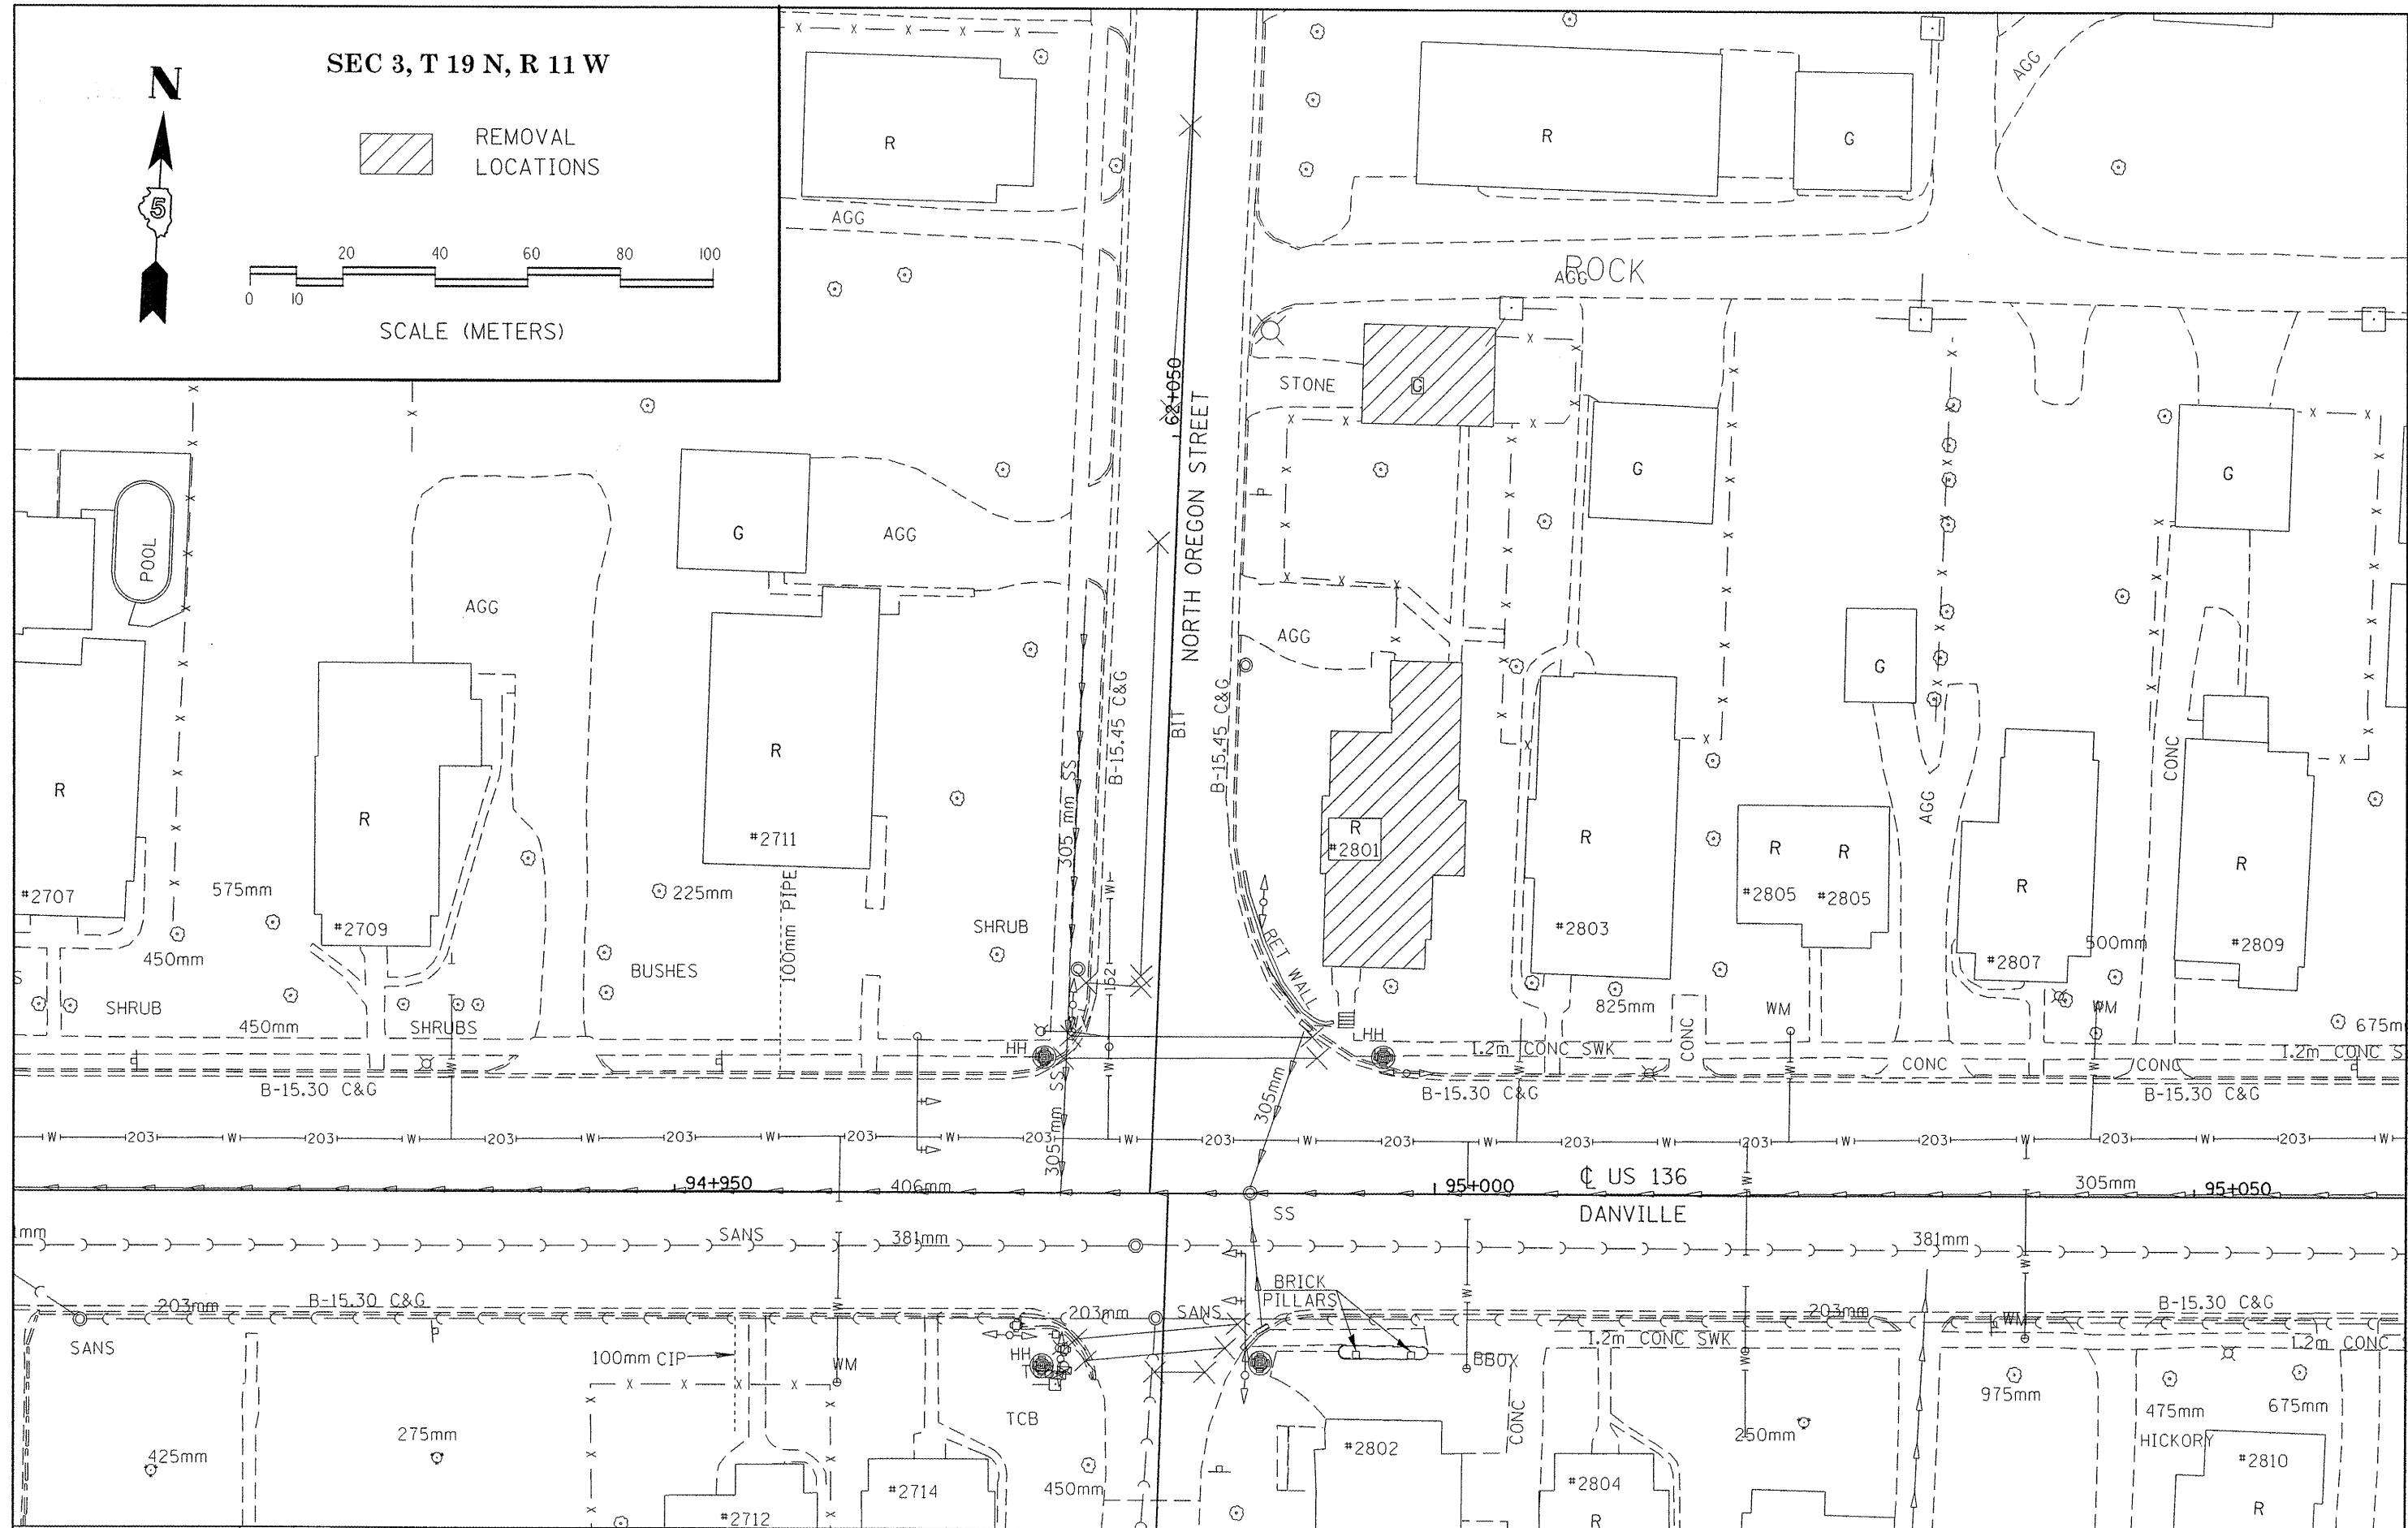 SEC 3, T 19 N, R 11 W
N
5
REMOVAL
LOCATIONS
20 40 60 80 100
0 10
SCALE (METERS)
R
AGG
R
G
AGG
ROCK
AGG
62+050
NORTH OREGON STREET
STONE
G
G
G
POOL
G
AGG
AGG
AGG
G
R
R
#2707
R
#2709
R
#2711
305 mm SS
B-15.45 C&G
BIT
B-15.45 C&G
R
#2801
R
#2803
R
#2805
R
#2805
AGG
R
#2807
CONC
R
#2809
575mm
450mm
SHRUB
450mm
SHRUBS
225mm
BUSHES
100mm PIPE
SHRUB
W
152
W
RET WALL
825mm
WM
500mm
WM
675m
S
HH
HH
1.2m CONC SWK
CONC
CONC
CONC
1.2m CONC S
B-15.30 C&G
305mm SS
305mm
B-15.30 C&G
B-15.30 C&G
W 203 W 203 W 203 W 203 W 203 W 203 W 203 W 203 W 203 W 203 W 203 W 203 W 203 W
94+950
406mm
95+000
℄ US 136
305mm
95+050
SS
DANVILLE
mm
SANS
381mm
381mm
203mm
B-15.30 C&G
203mm
SANS
BRICK
PILLARS
203mm
B-15.30 C&G
SANS
100mm CIP
WM
HH
BBOX
1.2m CONC SWK
WM
1.2m CONC
TCB
CONC
425mm
275mm
#2712
#2714
450mm
#2802
#2804
R
250mm
975mm
475mm
HICKORY
675mm
#2810
R